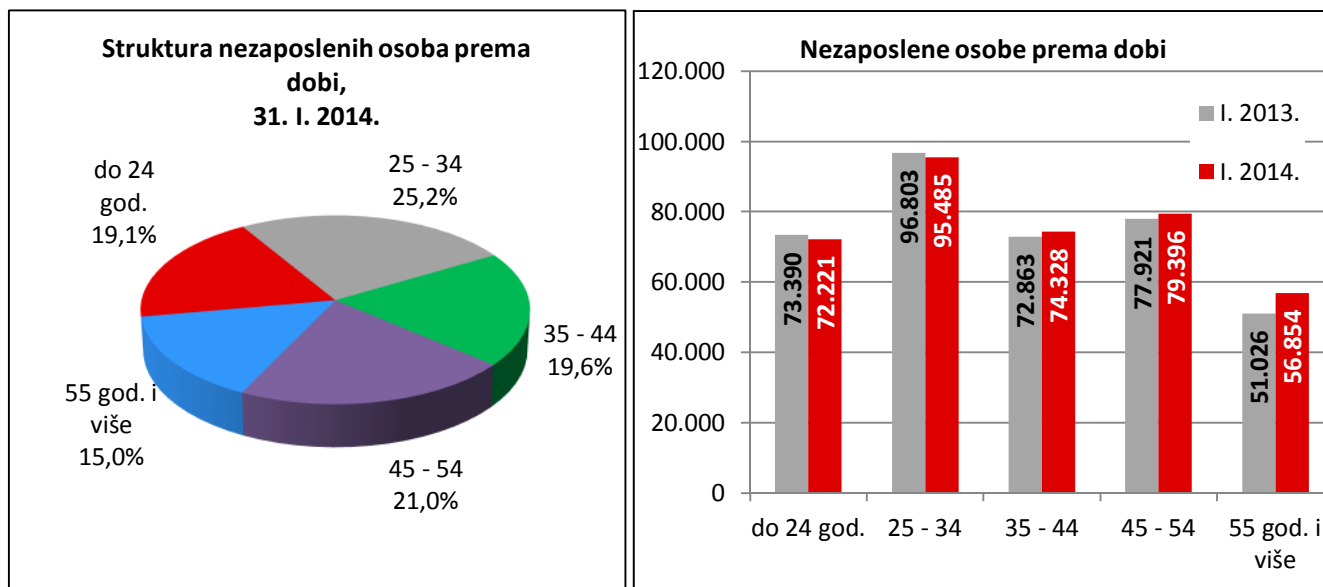 Struktura nezaposlenih osoba prema
dobi,
31. I. 2014.
do 24
god.
19,1%
25 - 34
25,2%
35 - 44
19,6%
45 - 54
21,0%
55 god. i
više
15,0%
Nezaposlene osobe prema dobi
120.000
100.000
80.000
60.000
40.000
20.000
0
I. 2013.
I. 2014.
73.390
72.221
96.803
95.485
72.863
74.328
77.921
79.396
51.026
56.854
do 24 god.
25 - 34
35 - 44
45 - 54
55 god. i
više